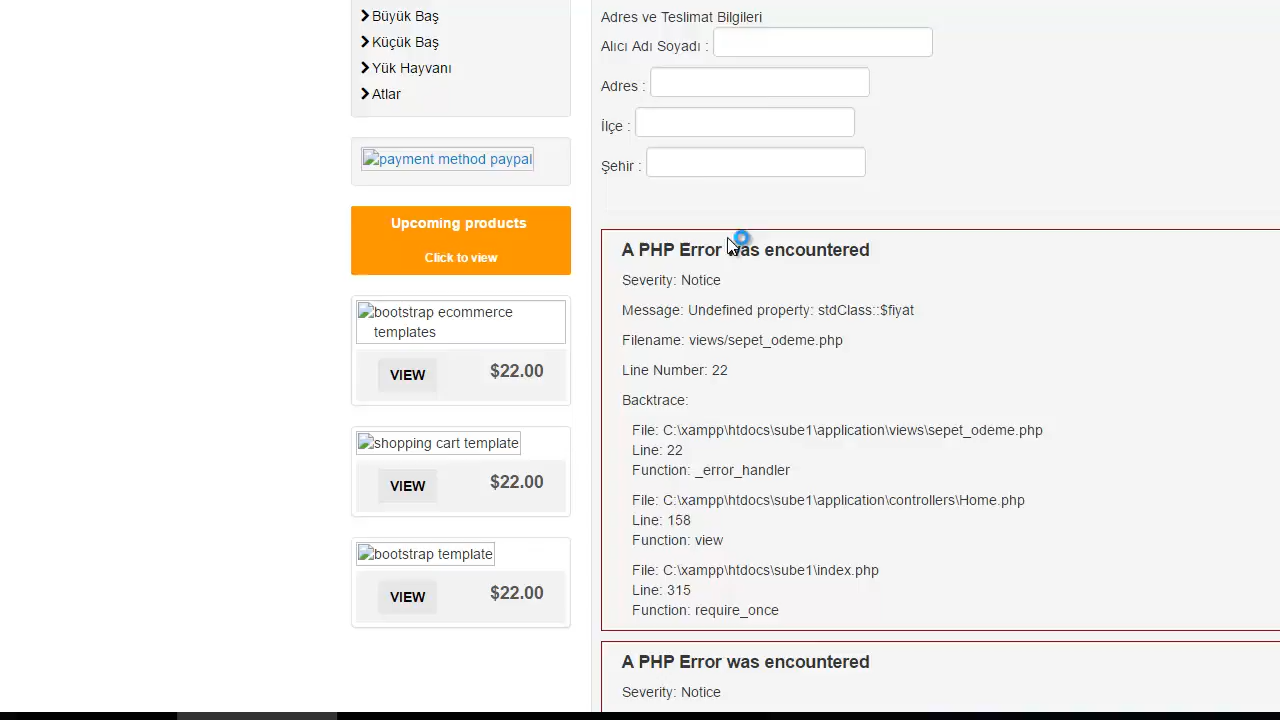 Büyük Baş
Küçük Baş
Yük Hayvanı
Atlar
payment method paypal
Upcoming products
Click to view
bootstrap ecommerce
templates
VIEW $22.00
shopping cart template
VIEW $22.00
bootstrap template
VIEW $22.00
Adres ve Teslimat Bilgileri
Alıcı Adı Soyadı :
Adres :
İlçe :
Şehir :
A PHP Error was encountered
Severity: Notice
Message: Undefined property: stdClass::$fiyat
Filename: views/sepet_odeme.php
Line Number: 22
Backtrace:
File: C:\xampp\htdocs\sube1\application\views\sepet_odeme.php
Line: 22
Function: _error_handler
File: C:\xampp\htdocs\sube1\application\controllers\Home.php
Line: 158
Function: view
File: C:\xampp\htdocs\sube1\index.php
Line: 315
Function: require_once
A PHP Error was encountered
Severity: Notice